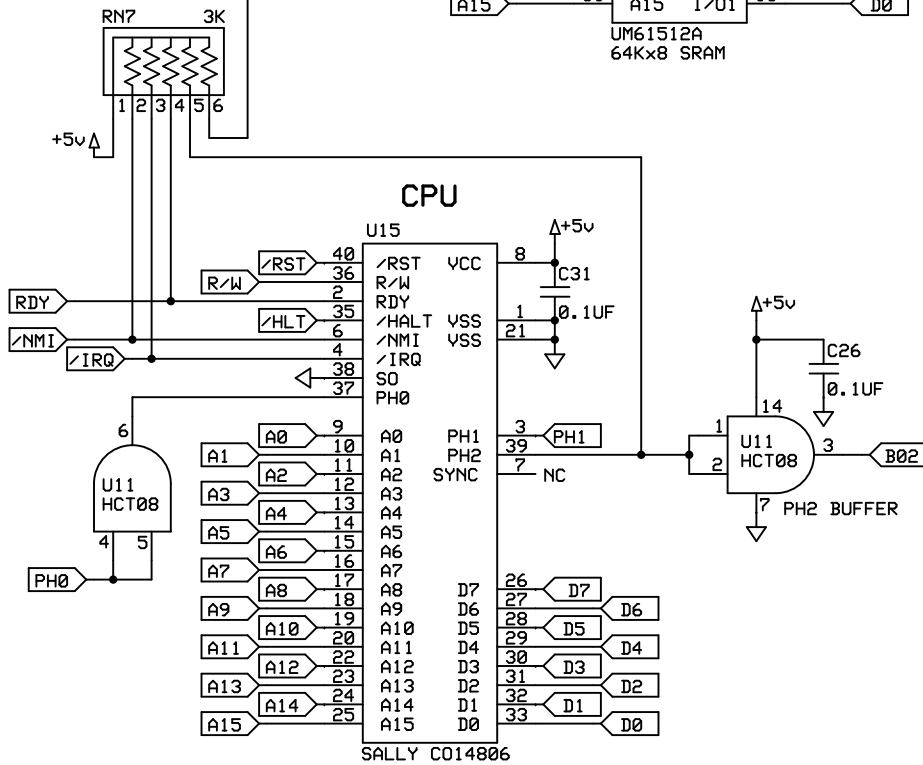 A15 A15 I/O1 D0
UM61512A
64Kx8 SRAM
RN7 3K
1 2 3 4 5 6
+5v
CPU
U15
+5v
/RST 40 /RST VCC 8
R/W 36 R/W
C31
RDY 2 RDY
0.1UF
/HLT 35 /HALT VSS 1
/NMI 6 /NMI VSS 21
/IRQ 4 /IRQ
38 SO
37 PH0
+5v
C26
0.1UF
14
6
U11
HCT08
4 5
PH0
A0 9 A0 PH1 3 PH1
A1 10 A1 PH2 39
A2 11 A2 SYNC 7 NC
A3 12 A3
A4 13 A4
A5 14 A5
A6 15 A6
A7 16 A7
A8 17 A8 D7 26 D7
A9 18 A9 D6 27 D6
A10 19 A10 D5 28 D5
A11 20 A11 D4 29 D4
A12 22 A12 D3 30 D3
A13 23 A13 D2 31 D2
A14 24 A14 D1 32 D1
A15 25 A15 D0 33 D0
SALLY CO14806
1 U11 3 B02
2 HCT08
7 PH2 BUFFER